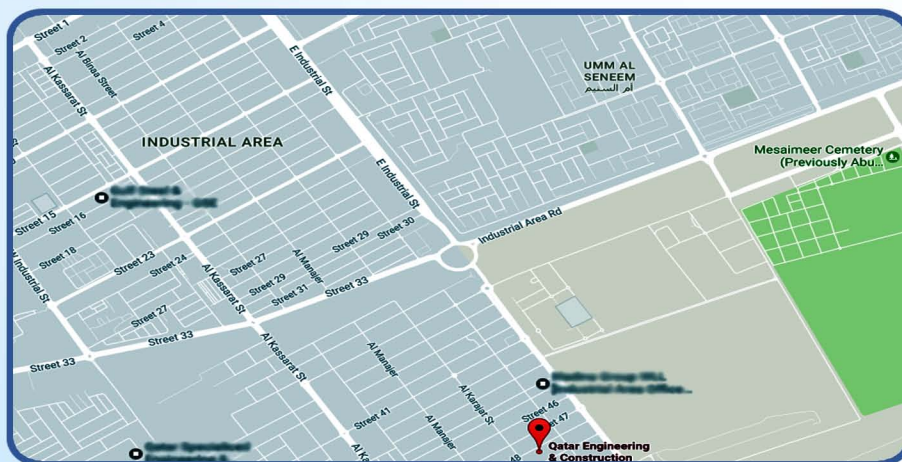 Street 1
Street 2
Street 4
Al Binaa Street
Al Kassarat St
E Industrial St
UMM AL
SENEEM
أم السنيم
INDUSTRIAL AREA
Mesaimeer Cemetery
(Previously Abu...
E Industrial St
Street 15
Street 16
Street 18
Street 23
Street 24
Industrial St
Al Kassarat St
Street 27
Street 29
Street 31
Al Manajer
Street 29
Street 30
Industrial Area Rd
Street 33
Street 27
Street 33
Street 33
Al Kassarat St
Al Manajer
Al Karajat St
Street 41
Al Manajer
Street 46
47
48
Qatar Engineering
& Construction